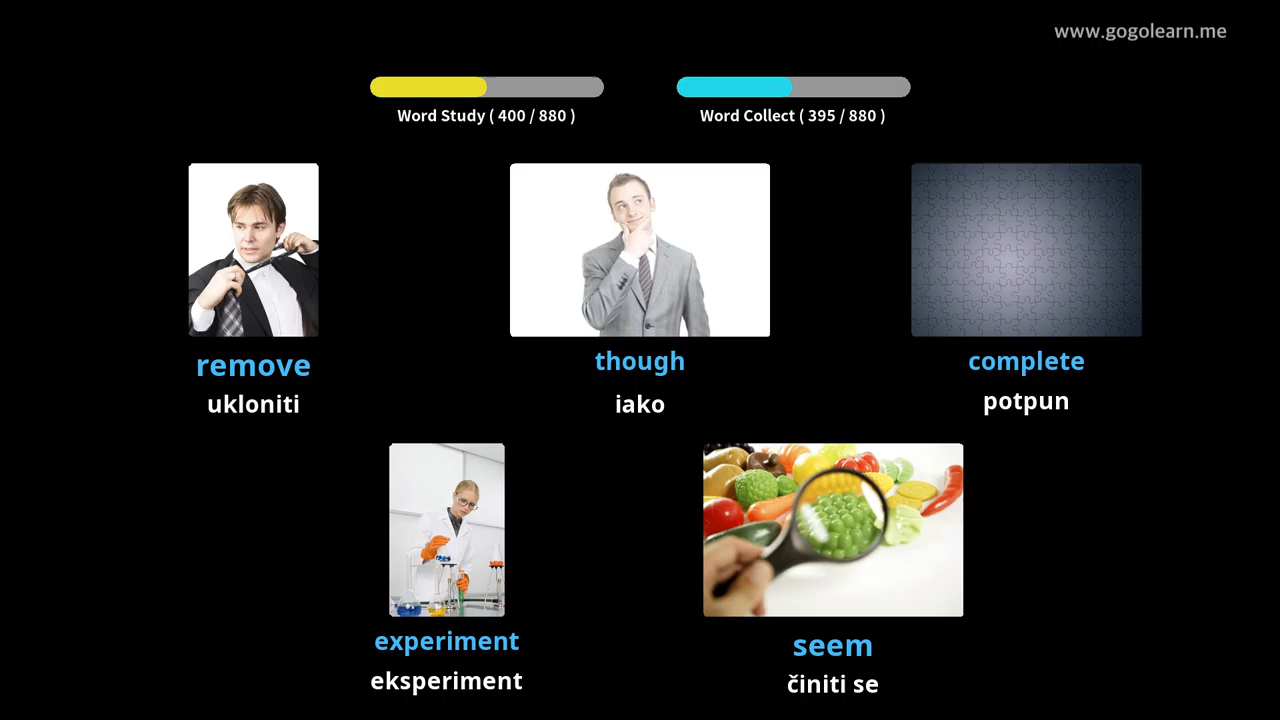 www.gogolearn.me
Word Study ( 400 / 880 )
Word Collect ( 395 / 880 )
remove
ukloniti
though
iako
complete
potpun
experiment
eksperiment
seem
činiti se